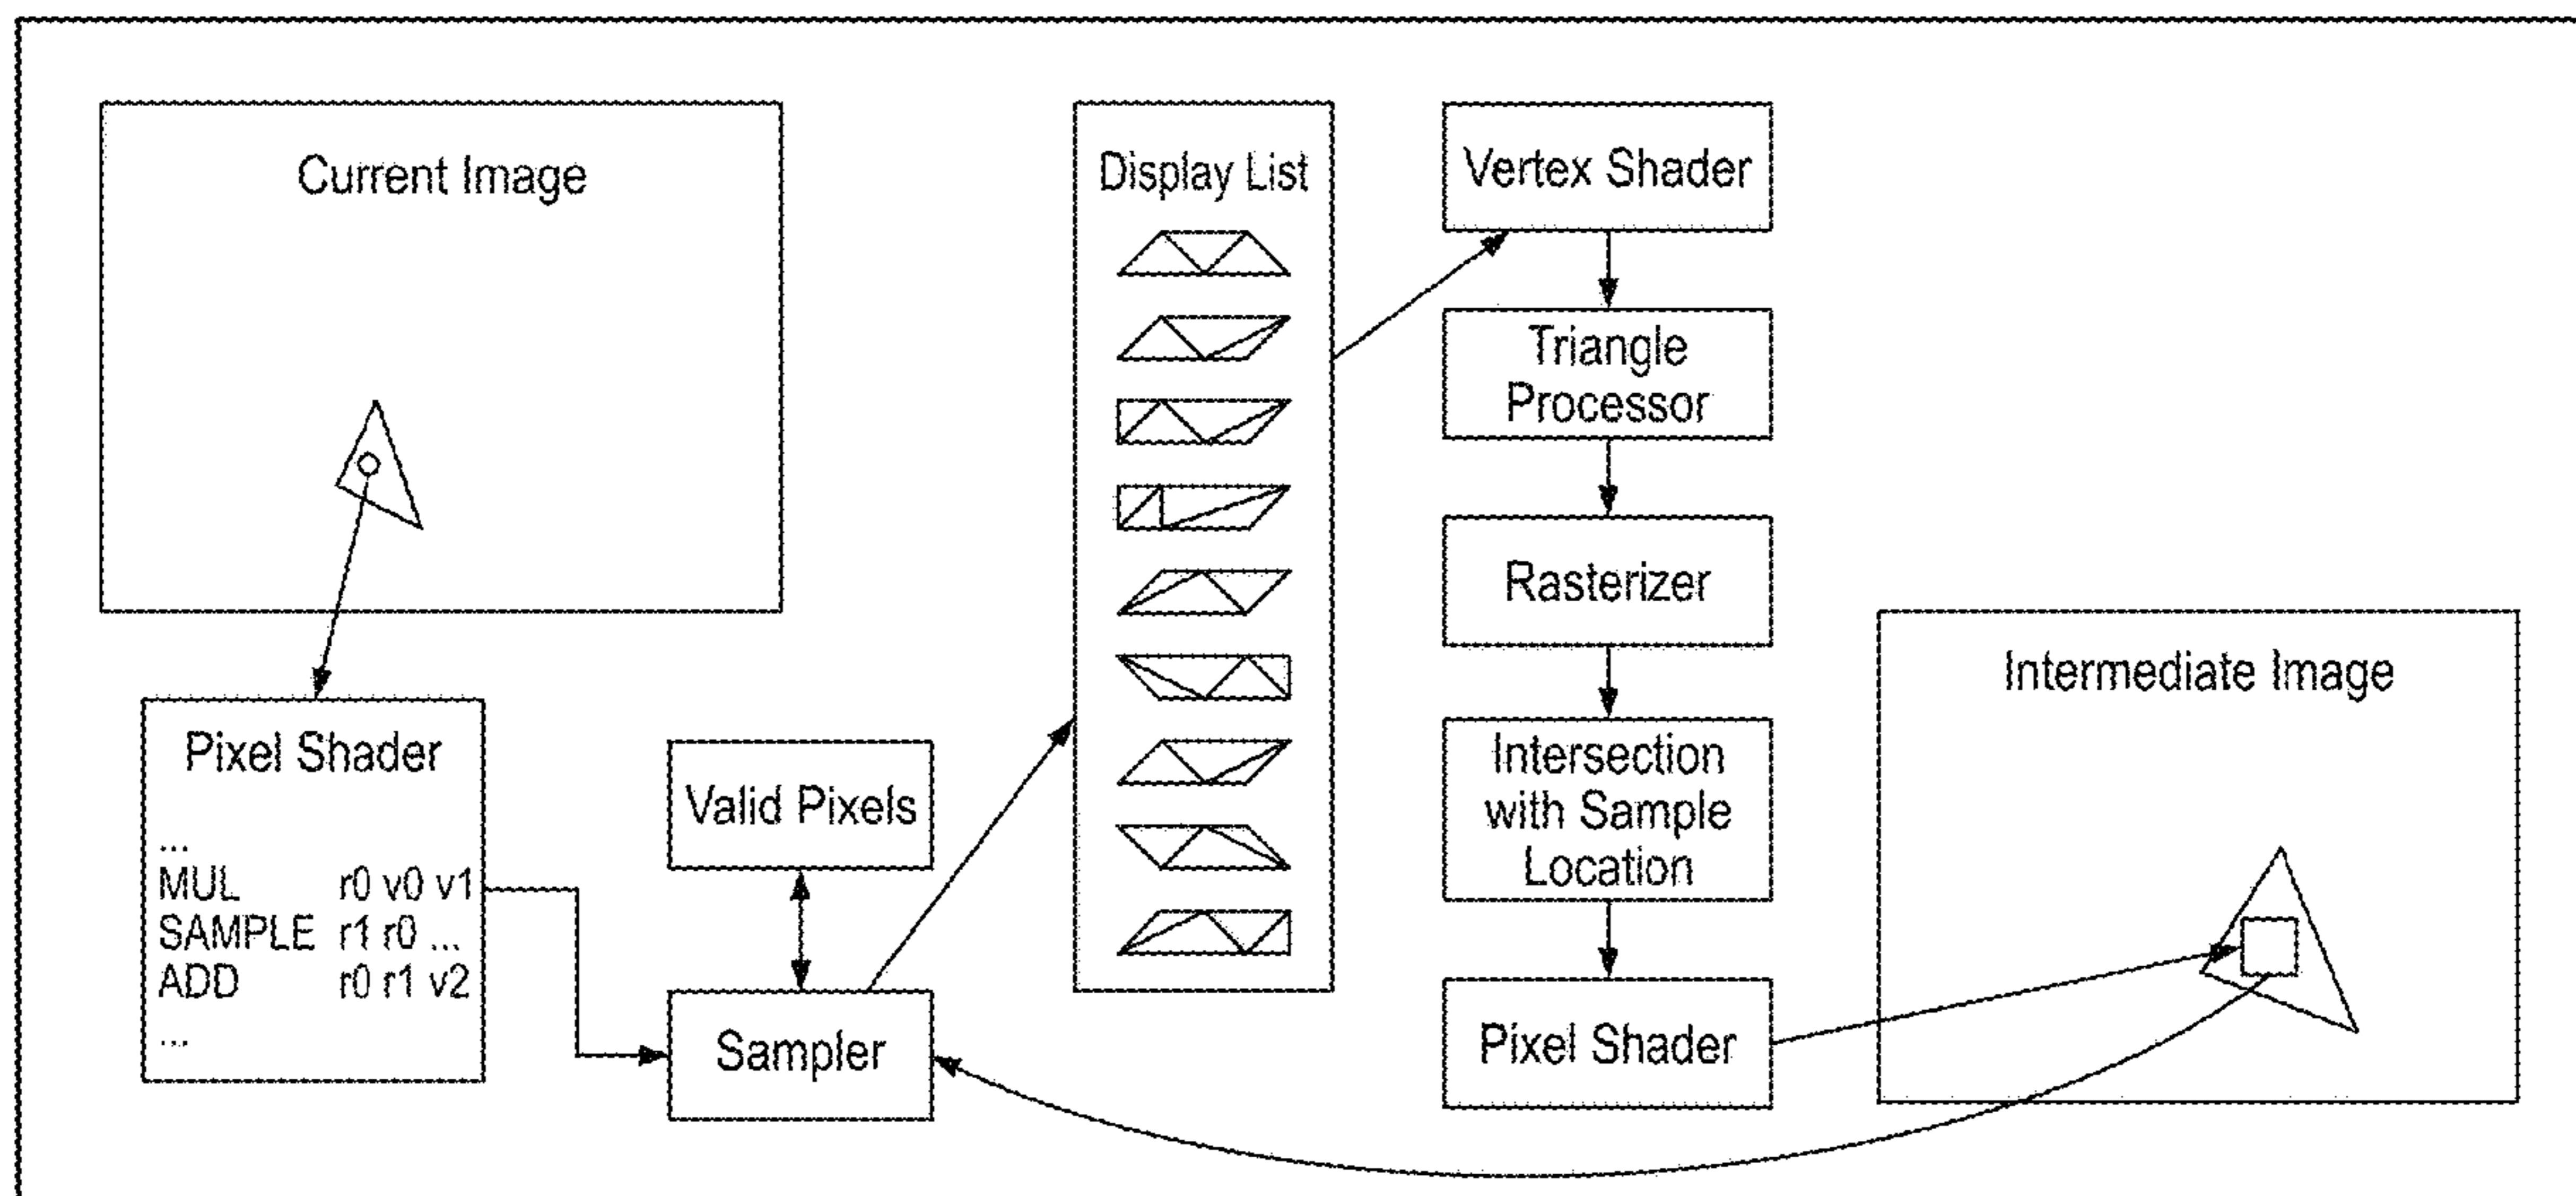 Current Image
Pixel Shader
...
MUL r0 v0 v1
SAMPLE r1 r0 ...
ADD r0 r1 v2
...
Valid Pixels
Sampler
Display List
Vertex Shader
Triangle
Processor
Rasterizer
Intersection
with Sample
Location
Pixel Shader
Intermediate Image